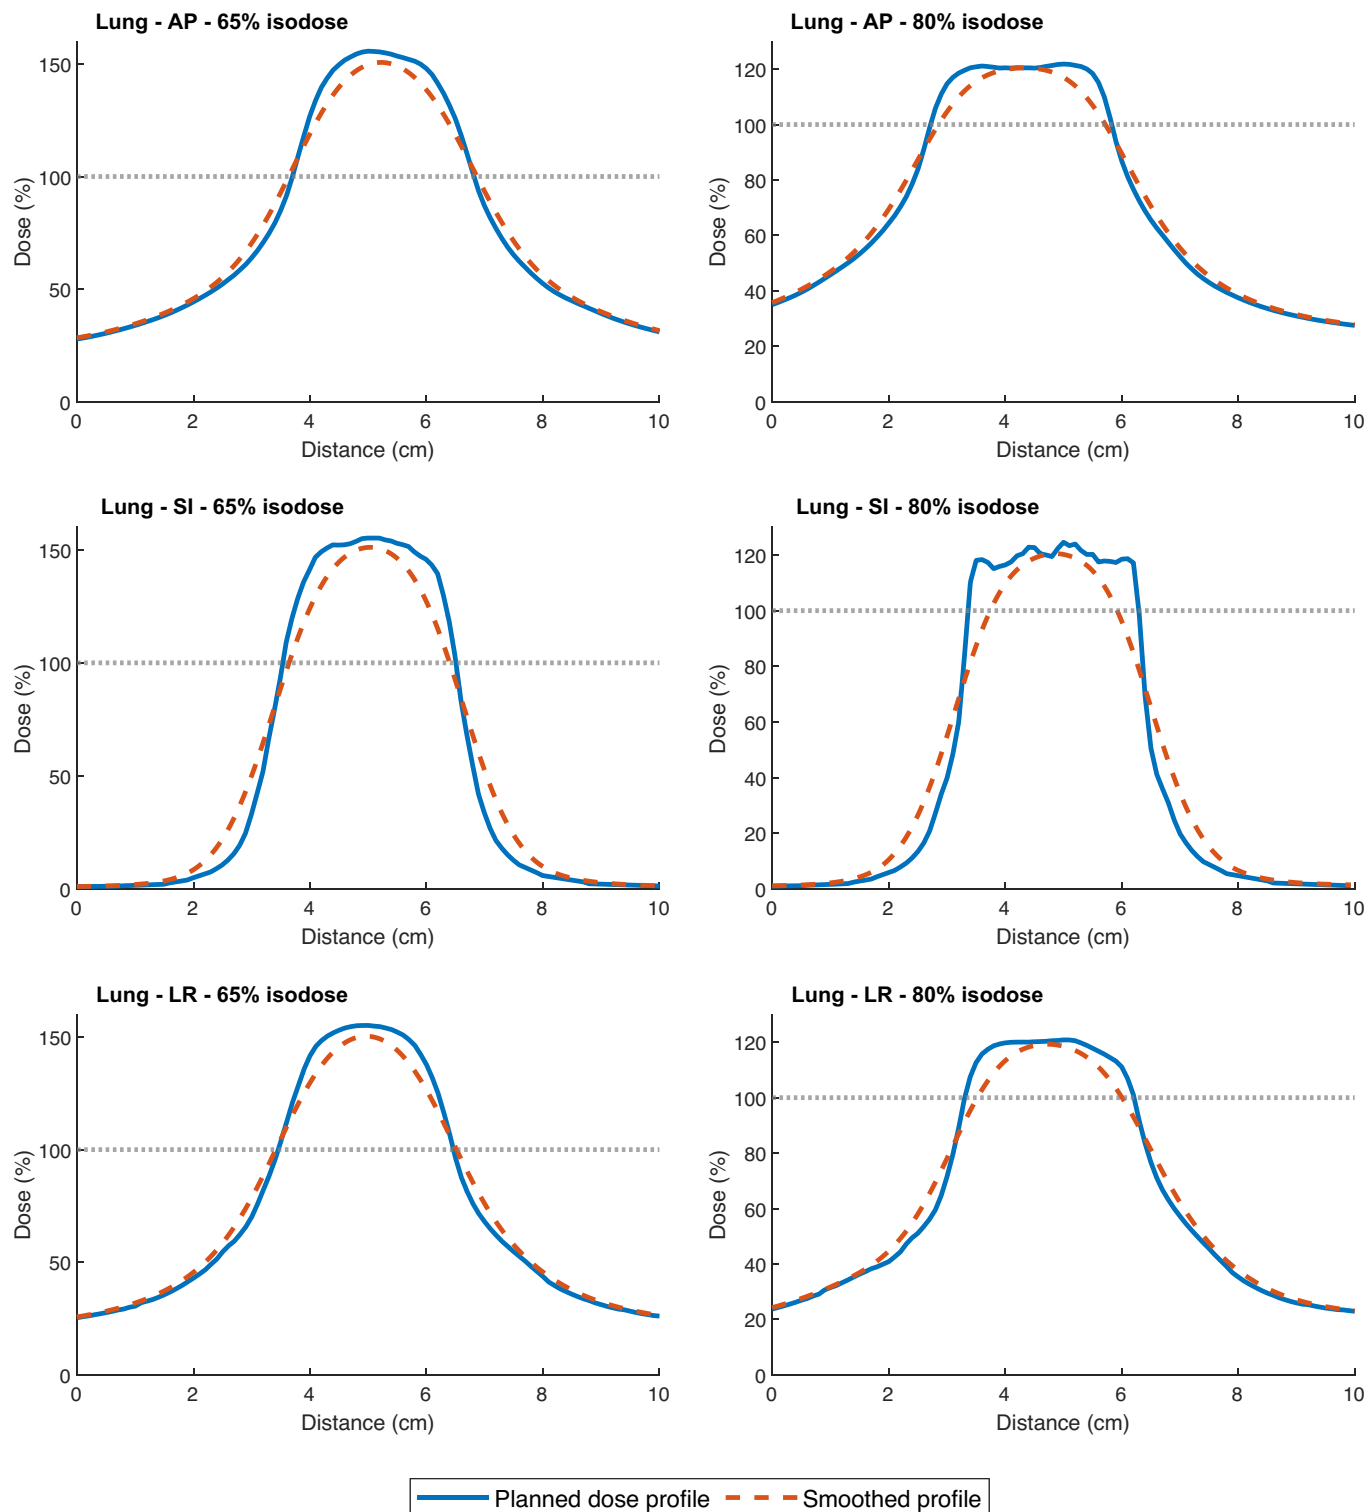 Lung - AP - 65% isodose
150
100
50
0
Dose (%)
0 2 4 6 8 10
Distance (cm)
Lung - AP - 80% isodose
120
100
80
60
40
20
0
Dose (%)
0 2 4 6 8 10
Distance (cm)
Lung - SI - 65% isodose
150
100
50
0
Dose (%)
0 2 4 6 8 10
Distance (cm)
Lung - SI - 80% isodose
120
100
80
60
40
20
0
Dose (%)
0 2 4 6 8 10
Distance (cm)
Lung - LR - 65% isodose
150
100
50
0
Dose (%)
0 2 4 6 8 10
Distance (cm)
Lung - LR - 80% isodose
120
100
80
60
40
20
0
Dose (%)
0 2 4 6 8 10
Distance (cm)
Planned dose profile Smoothed profile